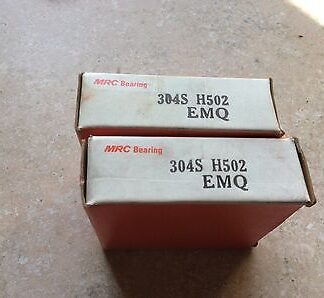 MRC Bearing
304S H502
EMQ
MRC Bearing
304S H502
EMQ